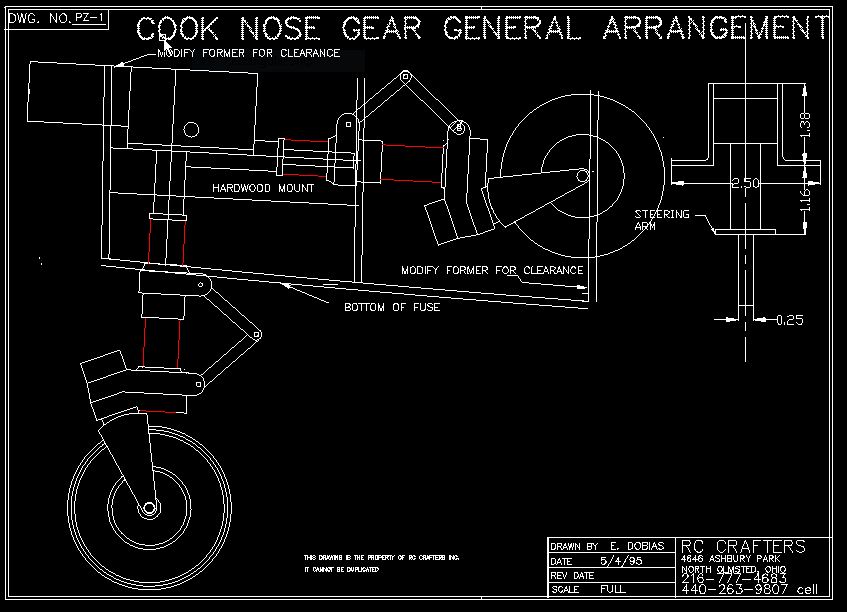 DWG. NO. PZ-1
COOK NOSE GEAR GENERAL ARRANGEMENT
MODIFY FORMER FOR CLEARANCE
1.38
HARDWOOD MOUNT
2.50
1.16
STEERING
ARM
MODIFY FORMER FOR CLEARANCE
BOTTOM OF FUSE
0.25
THIS DRAWING IS THE PROPERTY OF RC CRAFTERS INC.
IT CANNOT BE DUPLICATED
DRAWN BY E. DOBIAS
DATE 5/4/95
REV DATE
SCALE FULL
RC CRAFTERS
4646 ASHBURY PARK
NORTH OLMSTED, OHIO
216-777-4683
440-263-9807 cell